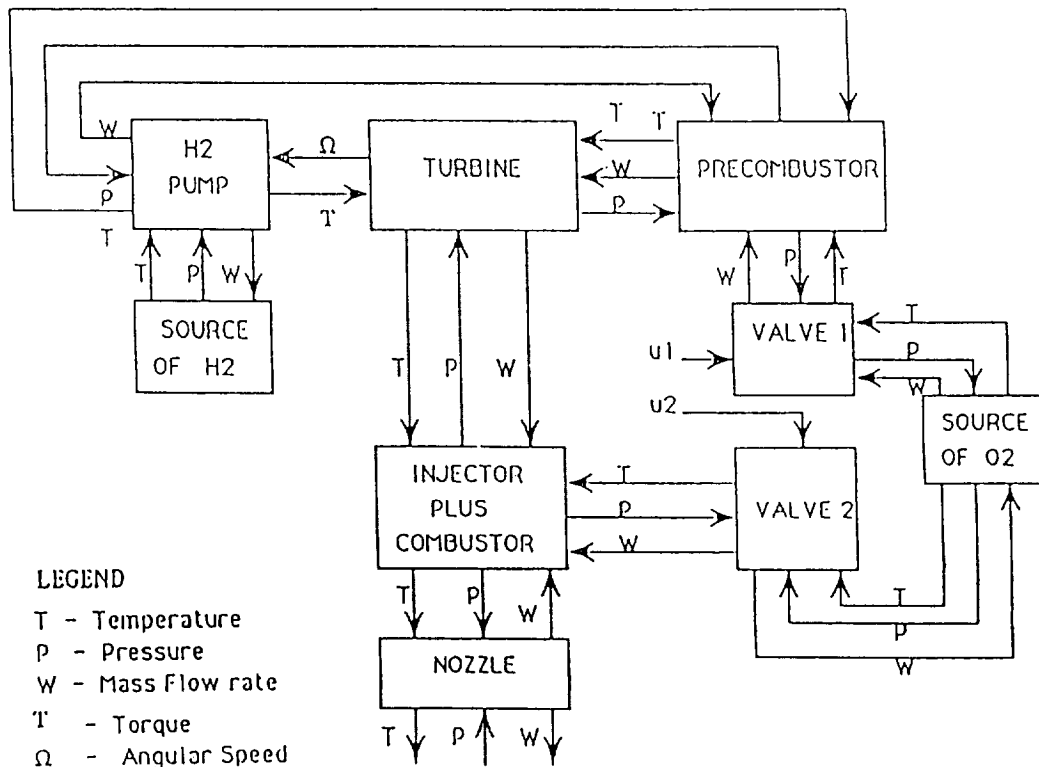 H2
PUMP
TURBINE
PRECOMBUSTOR
W
P
T
Ω
T
T
T
W
P
T
P
W
SOURCE
OF H2
W
P
T
VALVE 1
u1
T
P
W
u2
SOURCE
OF O2
T
P
W
INJECTOR
PLUS
COMBUSTOR
T
P
W
VALVE 2
T
P
W
T
P
W
NOZZLE
T
P
W
LEGEND
T - Temperature
P - Pressure
W - Mass Flow rate
T - Torque
Ω - Angular Speed